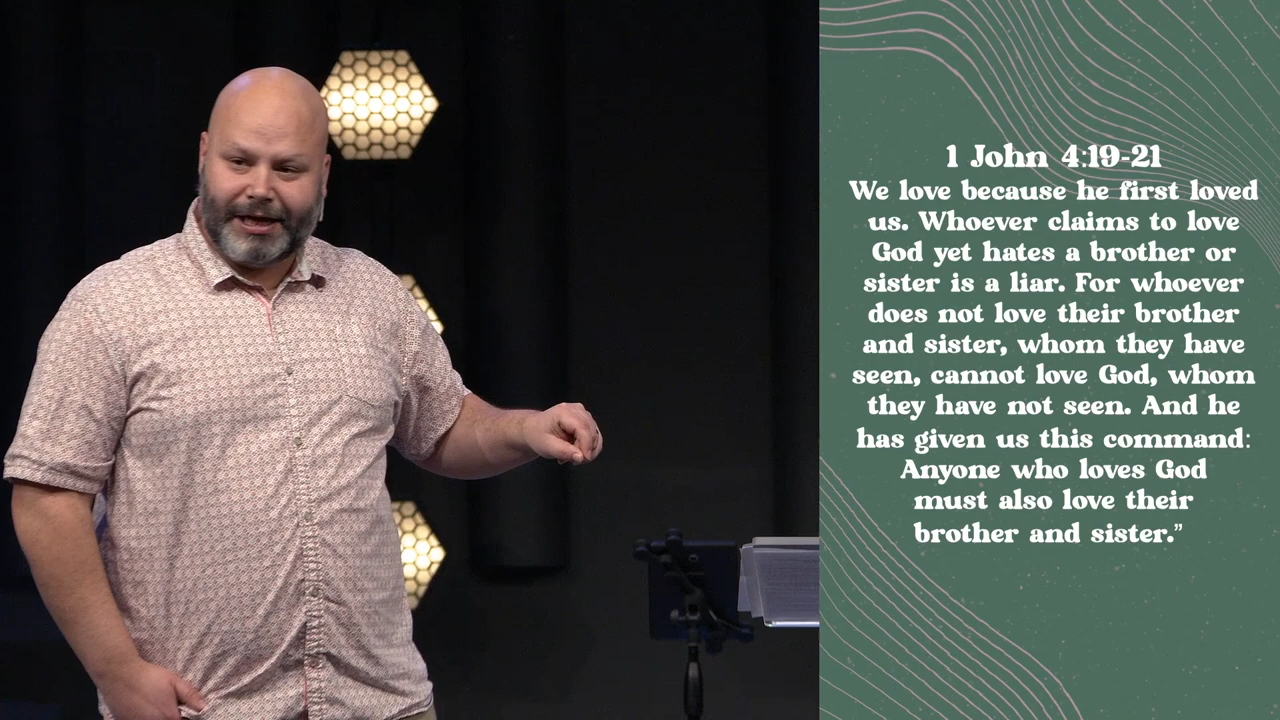 1 John 4:19-21
We love because he first loved
us. Whoever claims to love
God yet hates a brother or
sister is a liar. For whoever
does not love their brother
and sister, whom they have
seen, cannot love God, whom
they have not seen. And he
has given us this command:
Anyone who loves God
must also love their
brother and sister.”